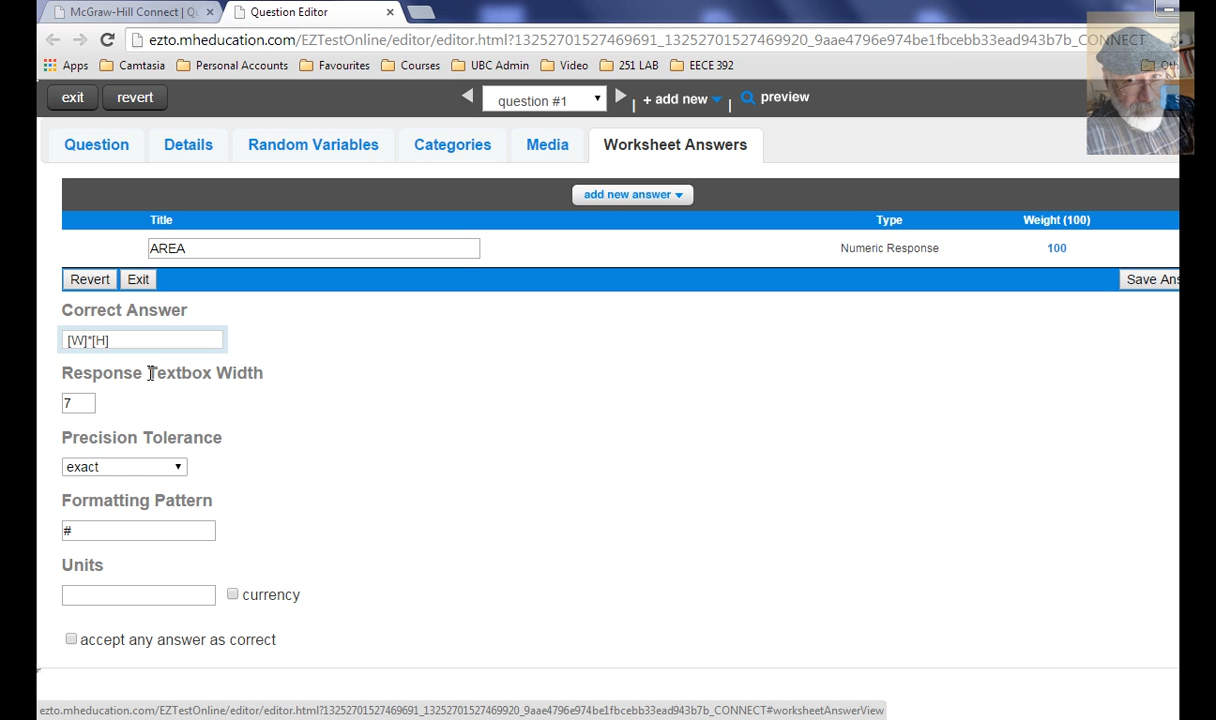 McGraw-Hill Connect | Q
Question Editor
ezto.mheducation.com/EZTestOnline/editor/editor.html?13252701527469691_13252701527469920_9aae4796e974be1fbcebb33ead943b7b_CONNECT
Apps Camtasia Personal Accounts Favourites Courses UBC Admin Video 251 LAB EECE 392 Oth
exit revert question #1 | + add new | preview
Question Details Random Variables Categories Media Worksheet Answers
add new answer
Title Type Weight (100)
AREA Numeric Response 100
Revert Exit Save Ans
Correct Answer
[W]*[H]
Response Textbox Width
7
Precision Tolerance
exact
Formatting Pattern
#
Units
currency
accept any answer as correct
ezto.mheducation.com/EZTestOnline/editor/editor.html?13252701527469691_13252701527469920_9aae4796e974be1fbcebb33ead943b7b_CONNECT#worksheetAnswerView